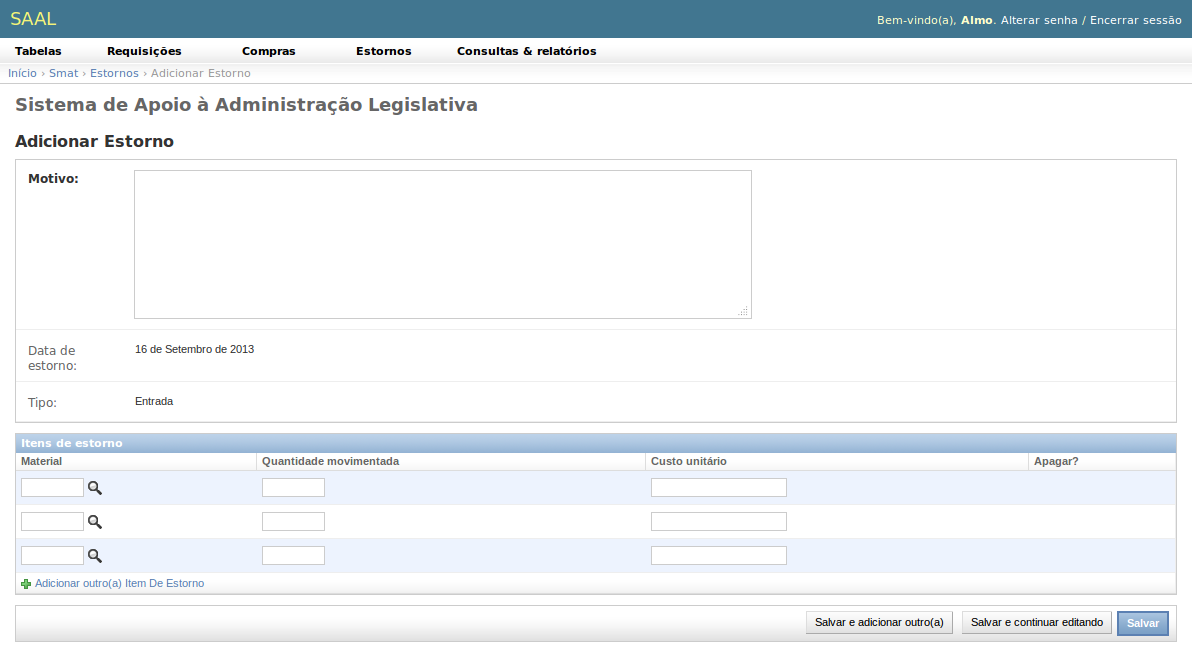 SAAL
Bem-vindo(a), Almo. Alterar senha / Encerrar sessão
Tabelas Requisições Compras Estornos Consultas & relatórios
Início › Smat › Estornos › Adicionar Estorno
Sistema de Apoio à Administração Legislativa
Adicionar Estorno
Motivo:
Data de estorno: 16 de Setembro de 2013
Tipo: Entrada
Itens de estorno
Material Quantidade movimentada Custo unitário Apagar?
Adicionar outro(a) Item De Estorno
Salvar e adicionar outro(a) Salvar e continuar editando Salvar